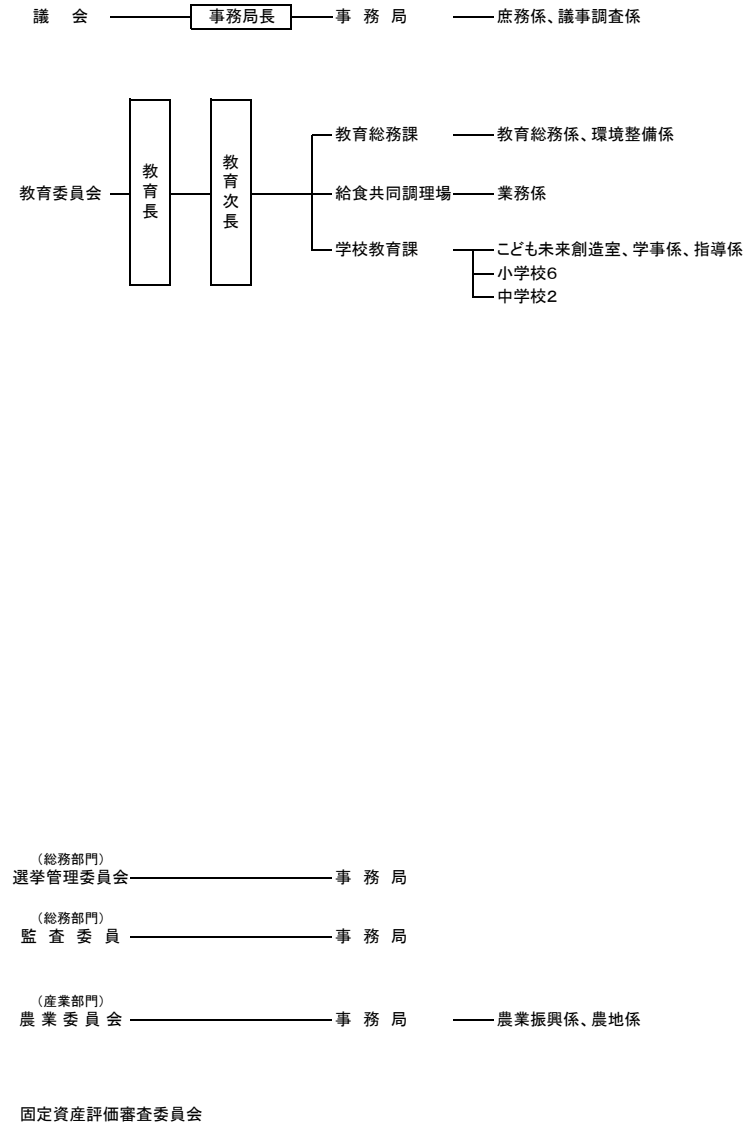 議 会 事務局長 事 務 局 庶務係、議事調査係
教育総務課 教育総務係、環境整備係
教育委員会 教育長 教育次長 給食共同調理場 業務係
学校教育課 こども未来創造室、学事係、指導係
小学校6
中学校2
(総務部門)
選挙管理委員会 事 務 局
(総務部門)
監 査 委 員 事 務 局
(産業部門)
農 業 委 員 会 事 務 局 農業振興係、農地係
固定資産評価審査委員会